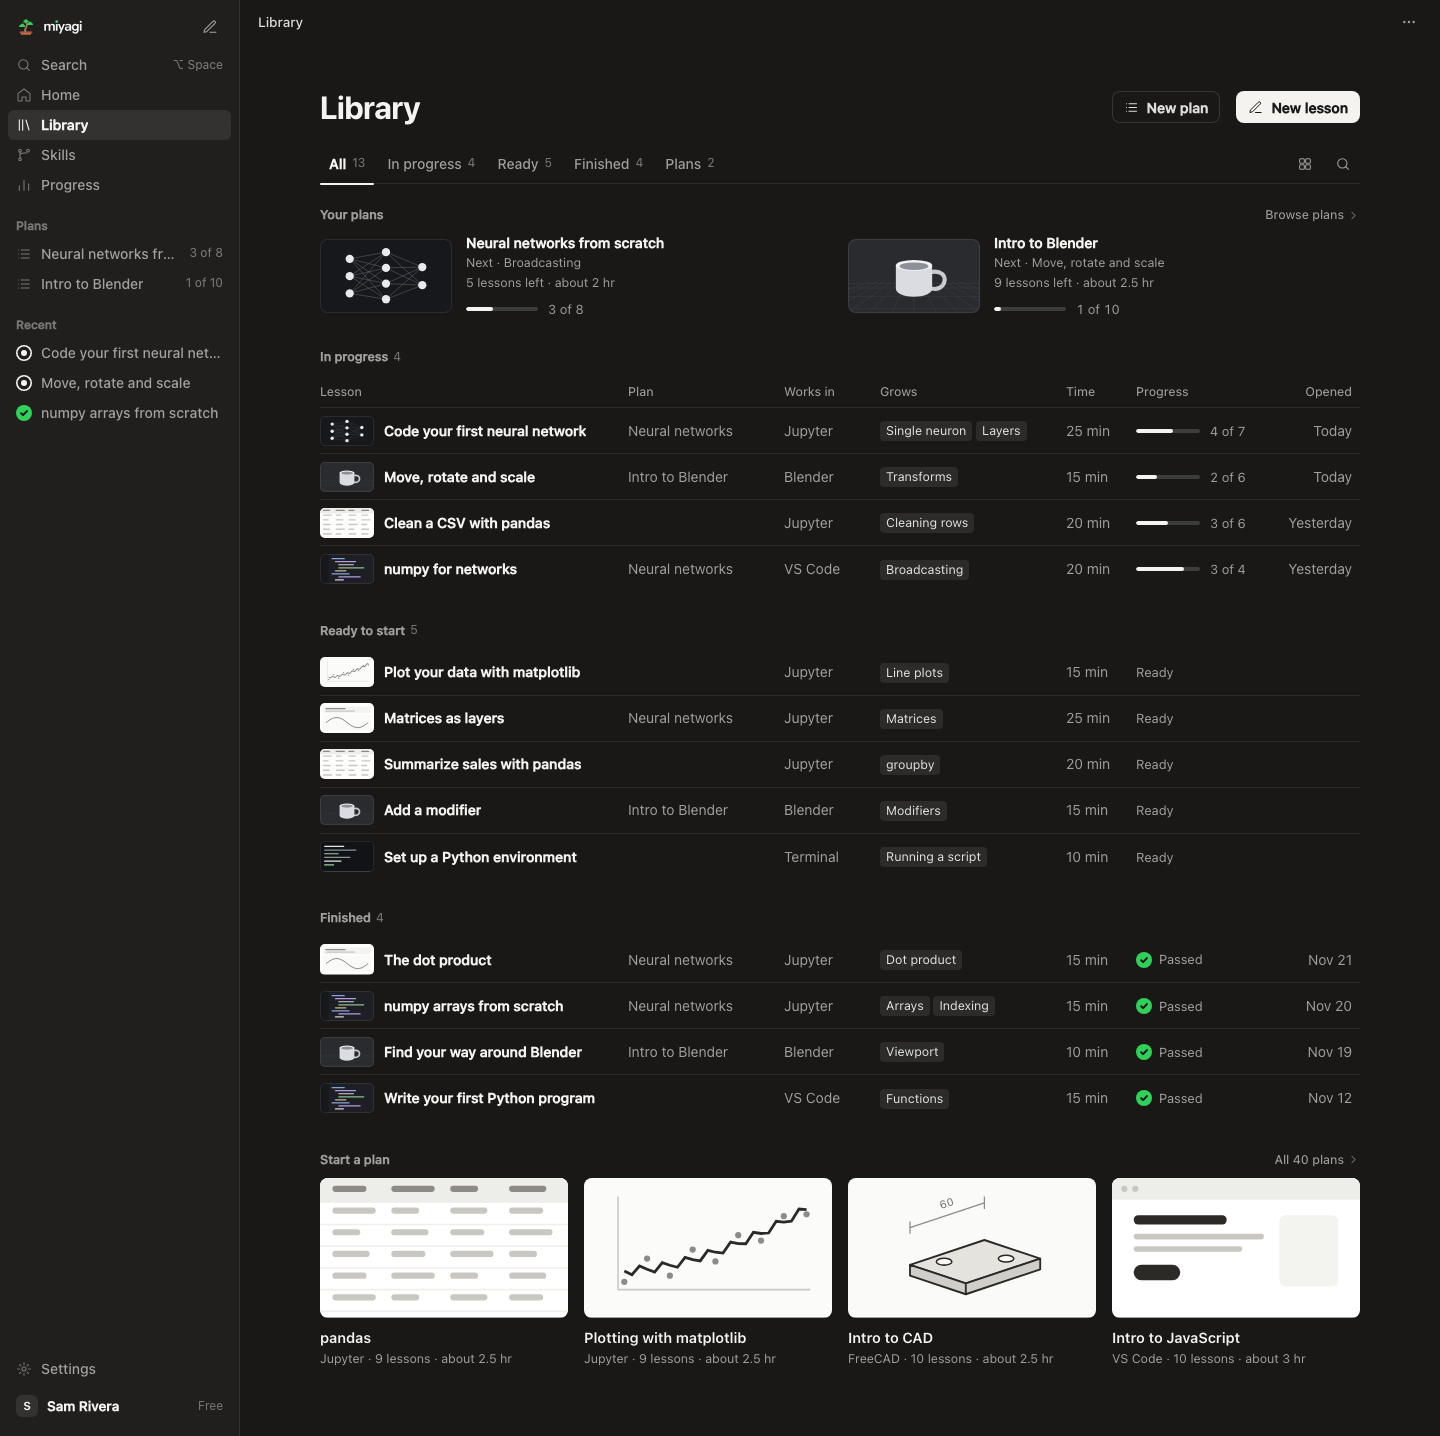 miyagi
Search ⌥ Space
Home
Library
Skills
Progress
Plans
Neural networks fr... 3 of 8
Intro to Blender 1 of 10
Recent
Code your first neural net...
Move, rotate and scale
numpy arrays from scratch
Settings
S Sam Rivera Free
Library
Library
New plan New lesson
All 13 In progress 4 Ready 5 Finished 4 Plans 2
Your plans Browse plans
Neural networks from scratch
Next · Broadcasting
5 lessons left · about 2 hr
3 of 8
Intro to Blender
Next · Move, rotate and scale
9 lessons left · about 2.5 hr
1 of 10
In progress 4
Lesson Plan Works in Grows Time Progress Opened
Code your first neural network Neural networks Jupyter Single neuron Layers 25 min 4 of 7 Today
Move, rotate and scale Intro to Blender Blender Transforms 15 min 2 of 6 Today
Clean a CSV with pandas Jupyter Cleaning rows 20 min 3 of 6 Yesterday
numpy for networks Neural networks VS Code Broadcasting 20 min 3 of 4 Yesterday
Ready to start 5
Plot your data with matplotlib Jupyter Line plots 15 min Ready
Matrices as layers Neural networks Jupyter Matrices 25 min Ready
Summarize sales with pandas Jupyter groupby 20 min Ready
Add a modifier Intro to Blender Blender Modifiers 15 min Ready
Set up a Python environment Terminal Running a script 10 min Ready
Finished 4
The dot product Neural networks Jupyter Dot product 15 min Passed Nov 21
numpy arrays from scratch Neural networks Jupyter Arrays Indexing 15 min Passed Nov 20
Find your way around Blender Intro to Blender Blender Viewport 10 min Passed Nov 19
Write your first Python program VS Code Functions 15 min Passed Nov 12
Start a plan All 40 plans
60
pandas
Jupyter · 9 lessons · about 2.5 hr
Plotting with matplotlib
Jupyter · 9 lessons · about 2.5 hr
Intro to CAD
FreeCAD · 10 lessons · about 2.5 hr
Intro to JavaScript
VS Code · 10 lessons · about 3 hr